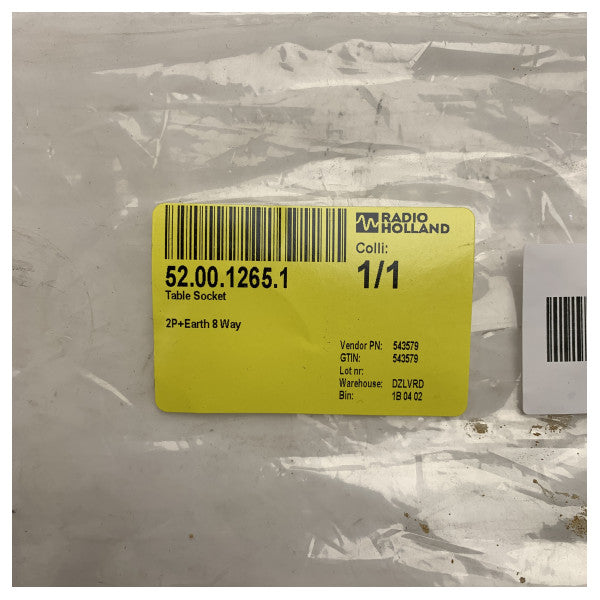 RADIO
HOLLAND
Colli:
52.00.1265.1
1/1
Table Socket
2P+Earth 8 Way
Vendor PN: 543579
GTIN: 543579
Lot nr:
Warehouse: DZLVRD
Bin: 1B 04 02